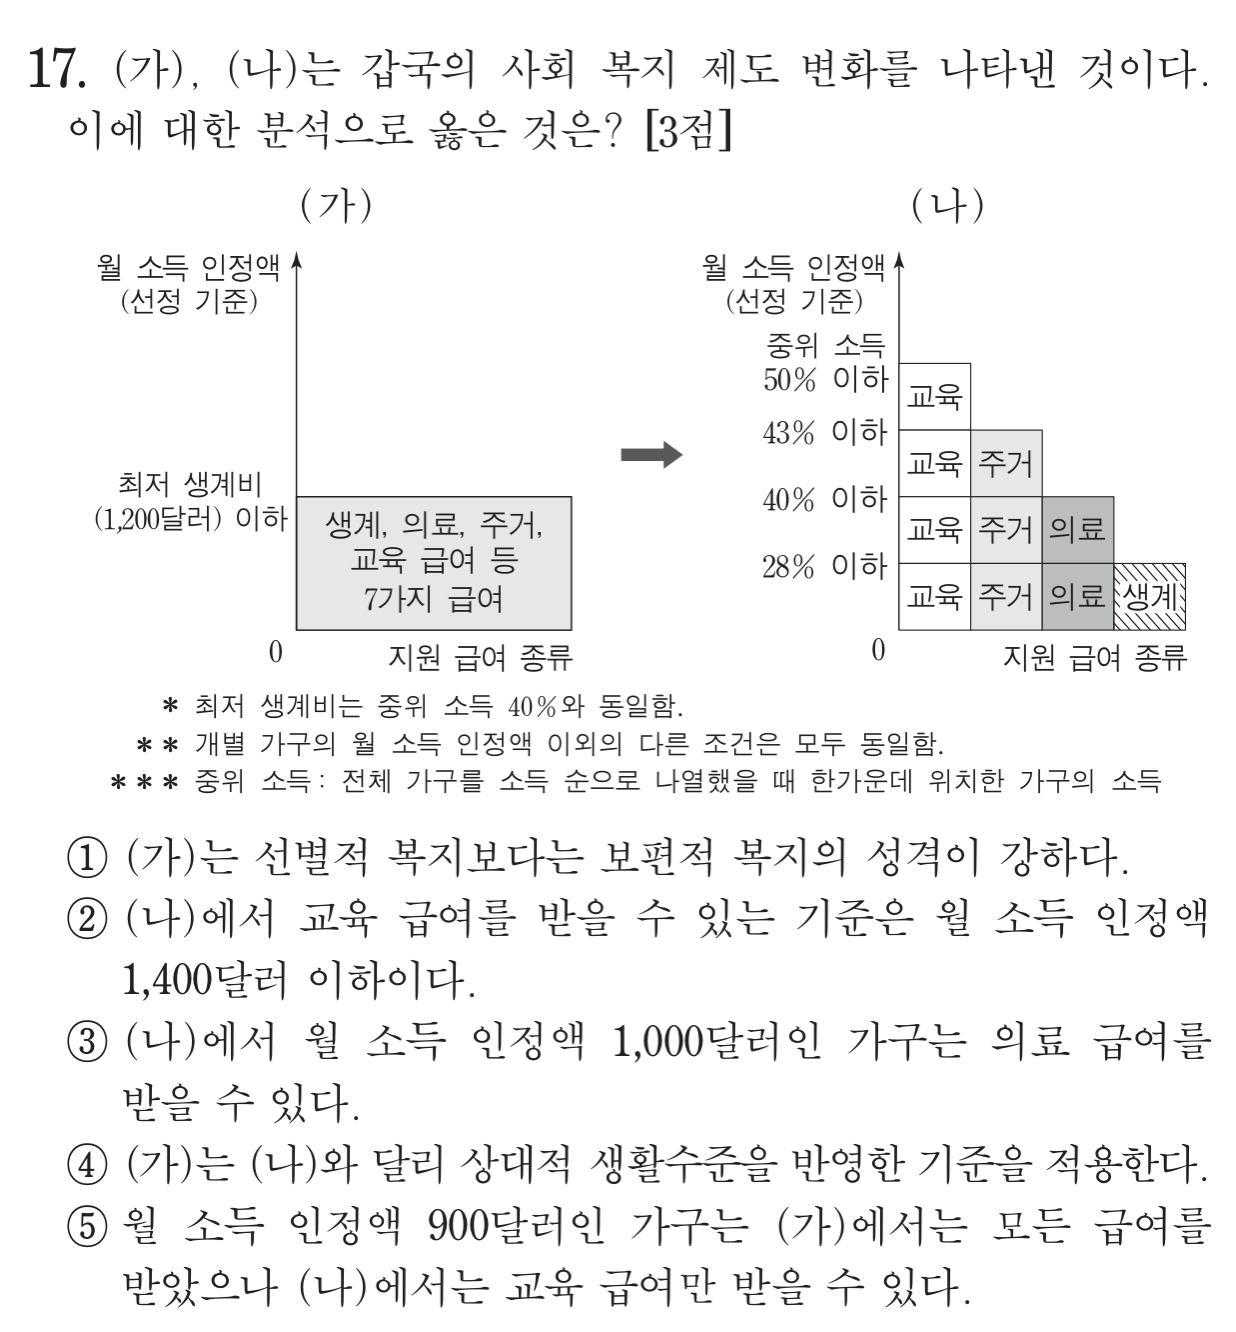 17. (가), (나)는 갑국의 사회 복지 제도 변화를 나타낸 것이다.
이에 대한 분석으로 옳은 것은? [3점]
(가)
월 소득 인정액
(선정 기준)
최저 생계비
(1,200달러) 이하
생계, 의료, 주거,
교육 급여 등
7가지 급여
0
지원 급여 종류
(나)
월 소득 인정액
(선정 기준)
중위 소득
50% 이하
교육
43% 이하
교육 주거
40% 이하
교육 주거 의료
28% 이하
교육 주거 의료 생계
0
지원 급여 종류
* 최저 생계비는 중위 소득 40%와 동일함.
** 개별 가구의 월 소득 인정액 이외의 다른 조건은 모두 동일함.
*** 중위 소득: 전체 가구를 소득 순으로 나열했을 때 한가운데 위치한 가구의 소득
① (가)는 선별적 복지보다는 보편적 복지의 성격이 강하다.
② (나)에서 교육 급여를 받을 수 있는 기준은 월 소득 인정액
1,400달러 이하이다.
③ (나)에서 월 소득 인정액 1,000달러인 가구는 의료 급여를
받을 수 있다.
④ (가)는 (나)와 달리 상대적 생활수준을 반영한 기준을 적용한다.
⑤ 월 소득 인정액 900달러인 가구는 (가)에서는 모든 급여를
받았으나 (나)에서는 교육 급여만 받을 수 있다.